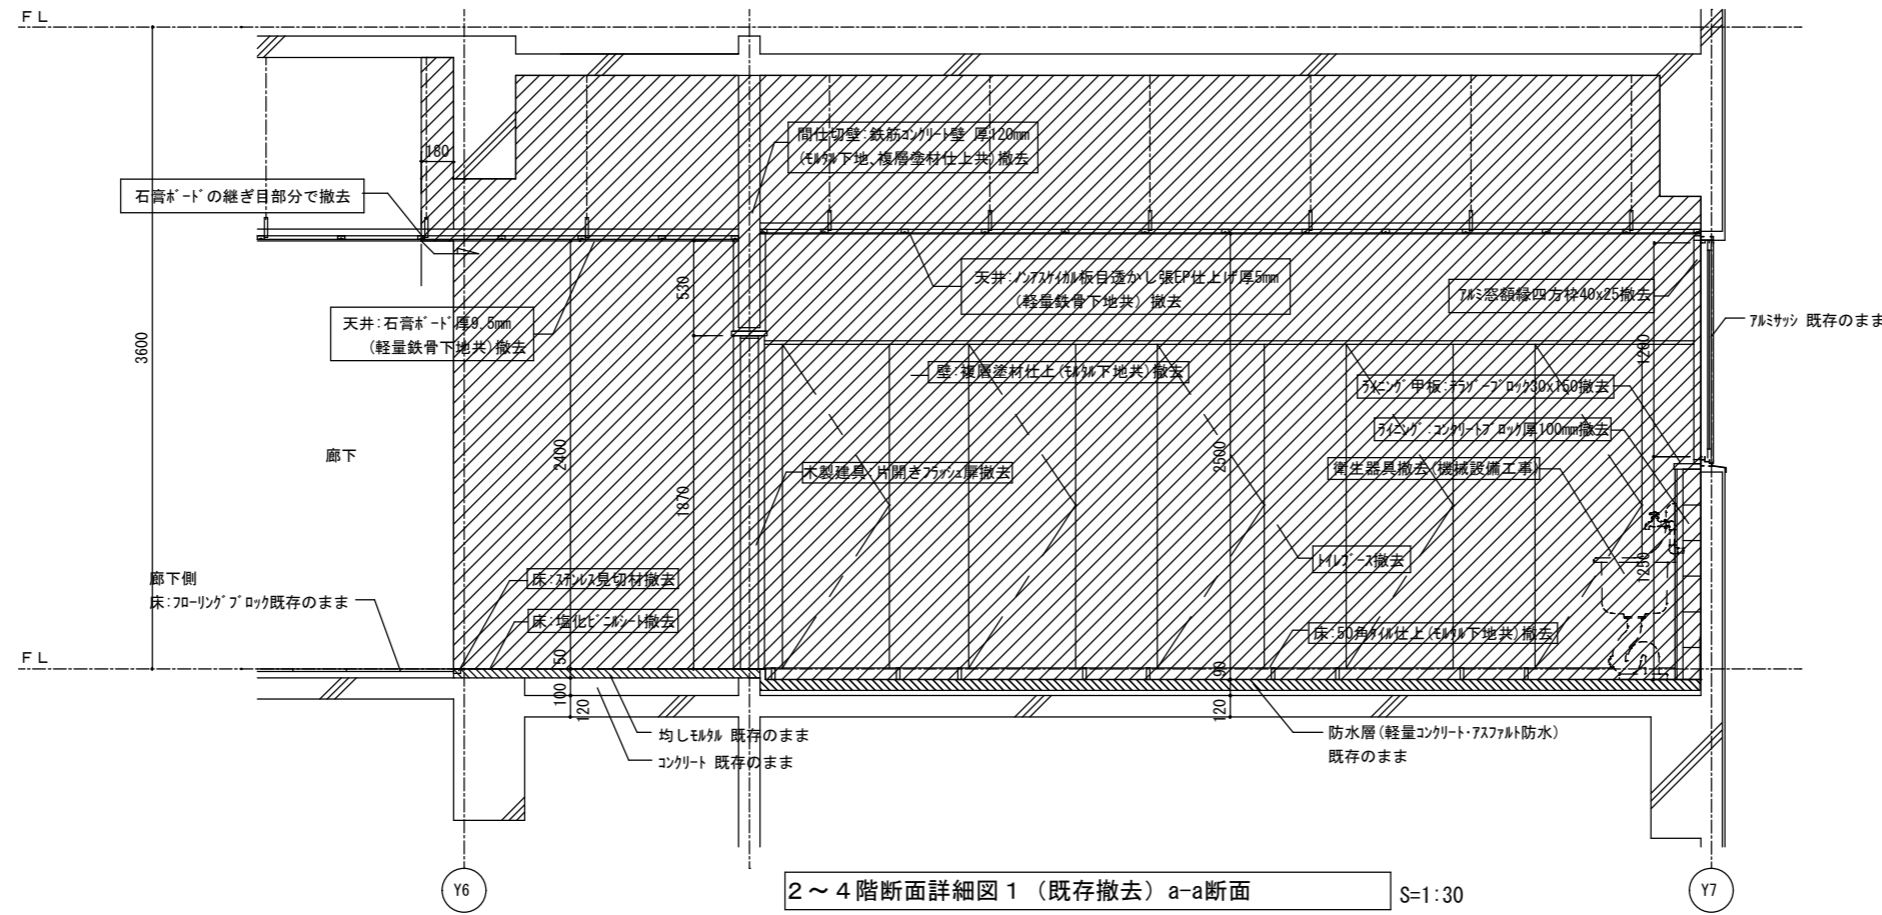 FL
間仕切壁:鉄筋コンクリート壁 厚120mm
(モルタル下地、複層塗材仕上共)撤去
180
石膏ボードの継ぎ目部分で撤去
天井:ノンアスケイカル板目透かし張EP仕上げ厚5mm
(軽量鉄骨下地共) 撤去
アルミ窓額縁四方枠40x25撤去
530
天井:石膏ボード厚9.5mm
(軽量鉄骨下地共)撤去
アルミサッシ 既存のまま
3600
1200
壁:複層塗材仕上(モルタル下地共)撤去
ライニング甲板:テラゾーブロック30x150撤去
ライニング:コンクリートブロック厚100mm撤去
廊下
2400
2500
木製建具:片開きフラッシュ扉撤去
衛生器具撤去(機械設備工事)
1870
トイレブース撤去
1250
廊下側
床:フローリングブロック既存のまま
床:ステンレス見切材撤去
床:塩化ビニルシート撤去
床:50角タイル仕上(モルタル下地共)撤去
FL
50
90
100
120
120
均しモルタル 既存のまま
コンクリート 既存のまま
防水層(軽量コンクリート・アスファルト防水)
既存のまま
Y6
2~4階断面詳細図1 (既存撤去) a-a断面
S=1:30
Y7